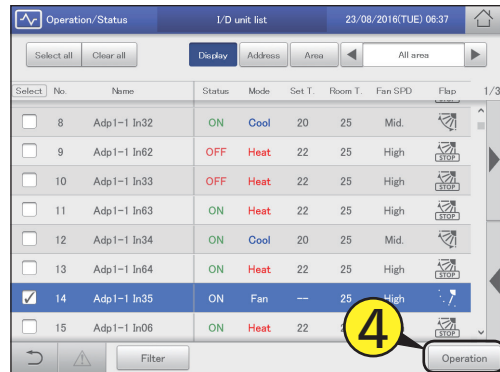 Operation/Status I/D unit list 23/08/2016(TUE) 06:37
Select all Clear all Display Address Area All area
Select No. Name Status Mode Set T. Room T. Fan SPD Flap 1/3
STOP
8 Adp1-1 In32 ON Cool 20 25 Mid.
9 Adp1-1 In62 OFF Heat 22 25 High STOP
10 Adp1-1 In33 OFF Heat 22 25 High STOP
11 Adp1-1 In63 ON Heat 22 25 High STOP
12 Adp1-1 In34 ON Cool 20 25 Mid.
13 Adp1-1 In64 ON Heat 22 25 High STOP
14 Adp1-1 In35 ON Fan -- 25 High
15 Adp1-1 In06 ON Heat 22 STOP
4
Filter Operation